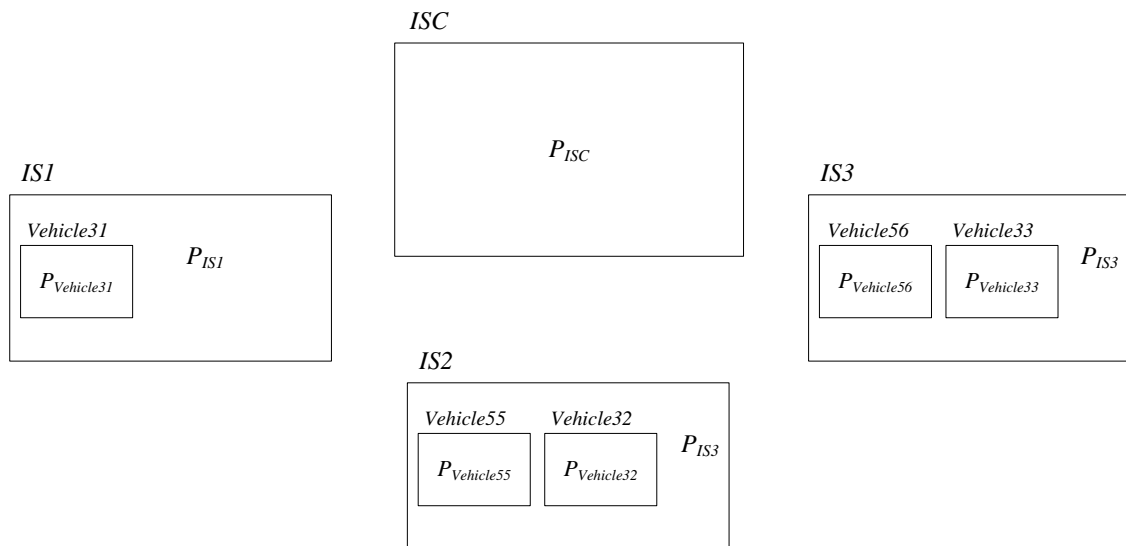 ISC
P_ISC
IS1
Vehicle31
P_IS1
P_Vehicle31
IS3
Vehicle56 Vehicle33
P_IS3
P_Vehicle56 P_Vehicle33
IS2
Vehicle55 Vehicle32
P_IS3
P_Vehicle55 P_Vehicle32